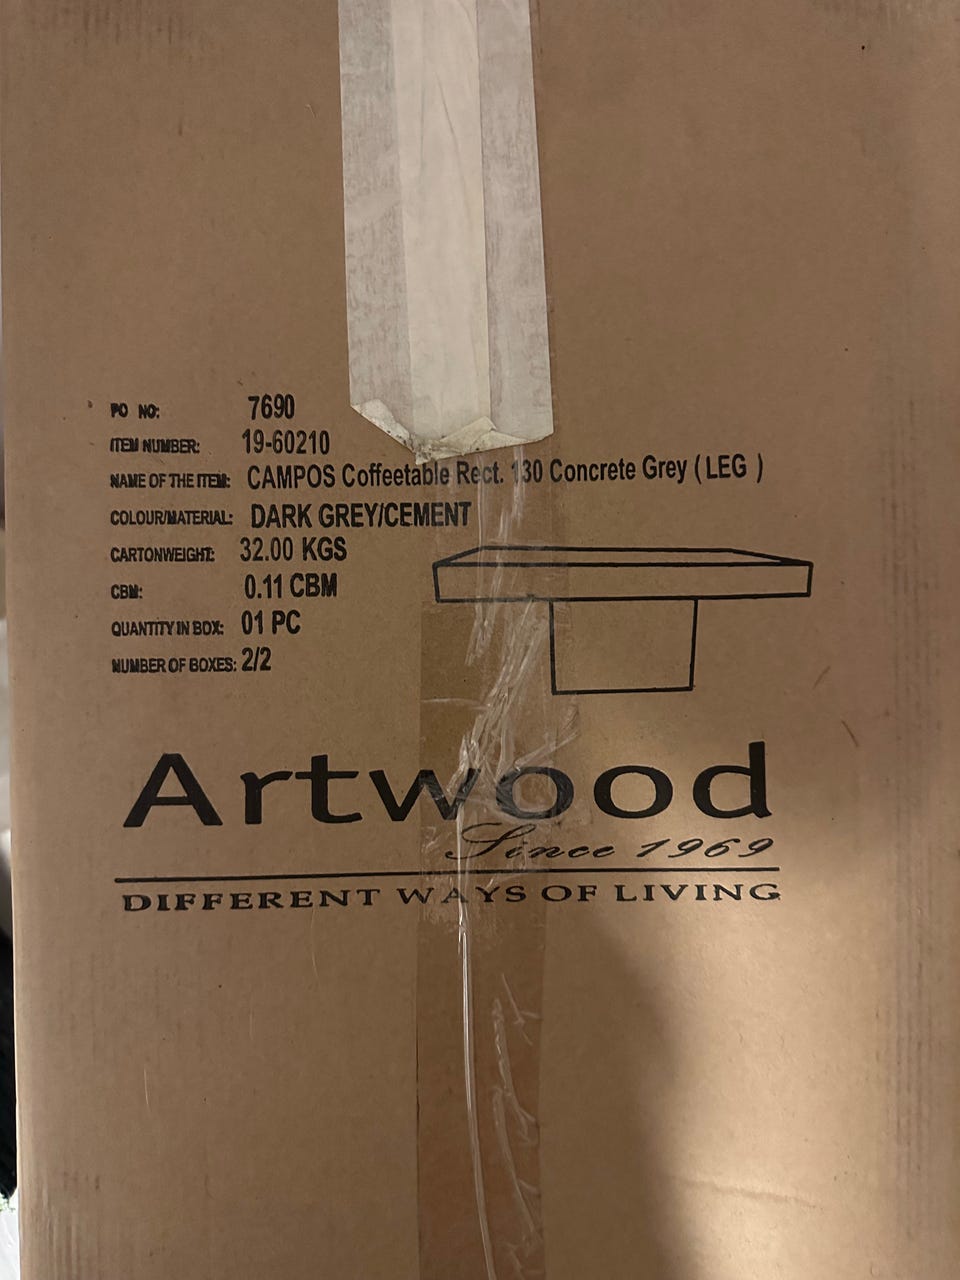 PO NO: 7690
ITEM NUMBER: 19-60210
NAME OF THE ITEM: CAMPOS Coffeetable Rect. 130 Concrete Grey ( LEG )
COLOUR/MATERIAL: DARK GREY/CEMENT
CARTONWEIGHT: 32.00 KGS
CBM: 0.11 CBM
QUANTITY IN BOX: 01 PC
NUMBER OF BOXES: 2/2
Artwood
Since 1969
DIFFERENT WAYS OF LIVING